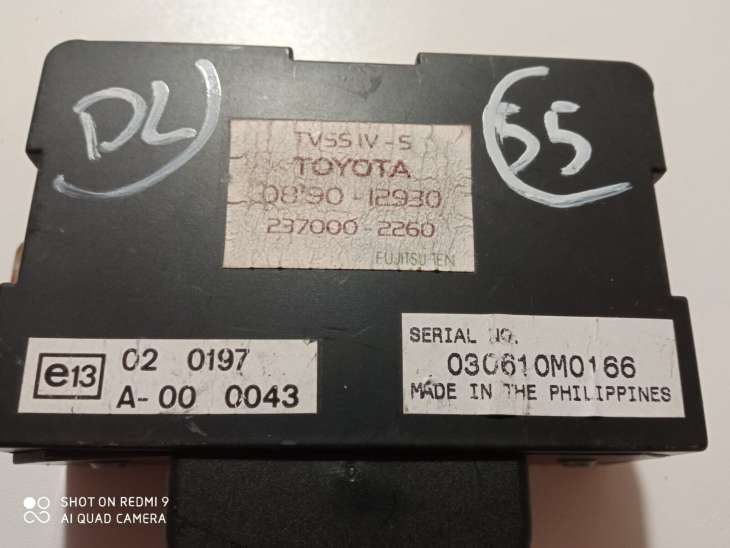 DL
55
TVSS IV-S
TOYOTA
08190-12930
237000-2260
FUJITSU TEN
e13
02 0197
A-00 0043
SERIAL NO.
030610M0166
MADE IN THE PHILIPPINES
SHOT ON REDMI 9
AI QUAD CAMERA